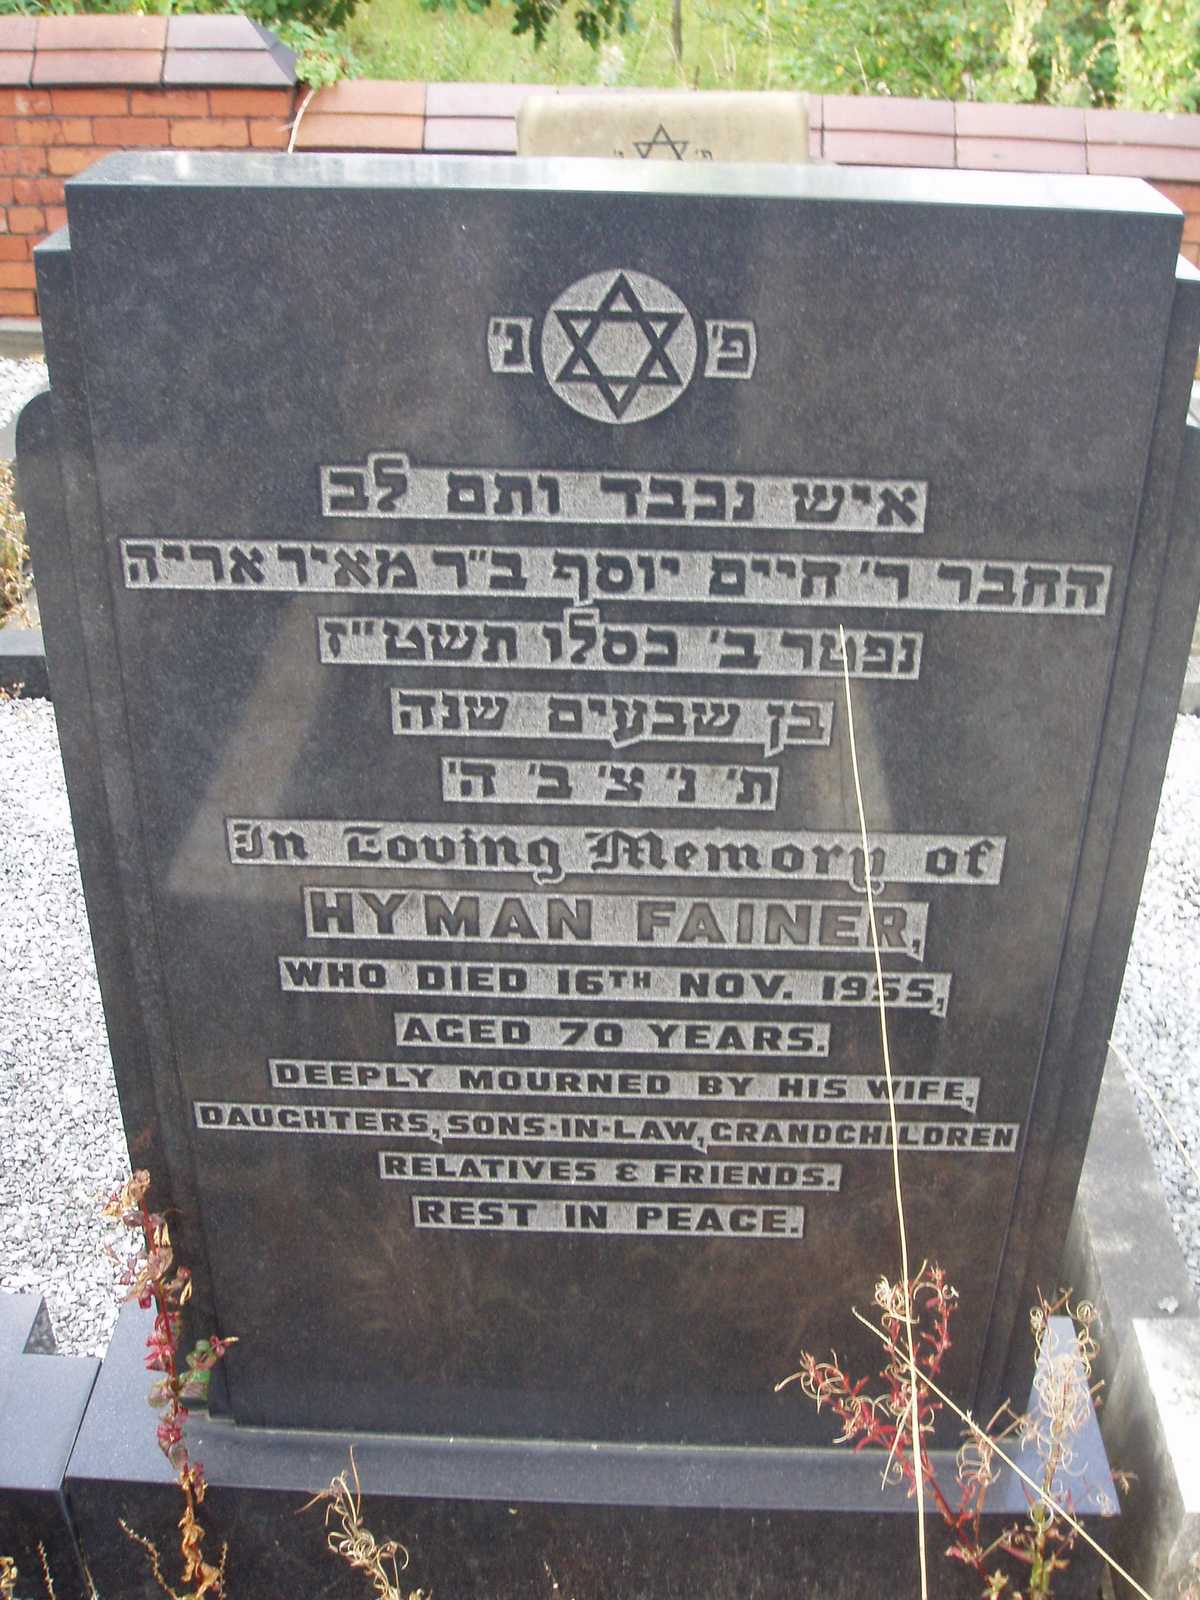 פ׳ נ׳
איש נכבד ותם לב
החבר ר׳ חיים יוסף ב״ר מאיר אריה
נפטר ב׳ כסלו תשט״ז
בן שבעים שנה
ת׳ נ׳ צ׳ ב׳ ה׳
In Loving Memory of
HYMAN FAINER,
WHO DIED 16TH NOV. 1955,
AGED 70 YEARS.
DEEPLY MOURNED BY HIS WIFE,
DAUGHTERS, SONS-IN-LAW, GRANDCHILDREN
RELATIVES & FRIENDS.
REST IN PEACE.